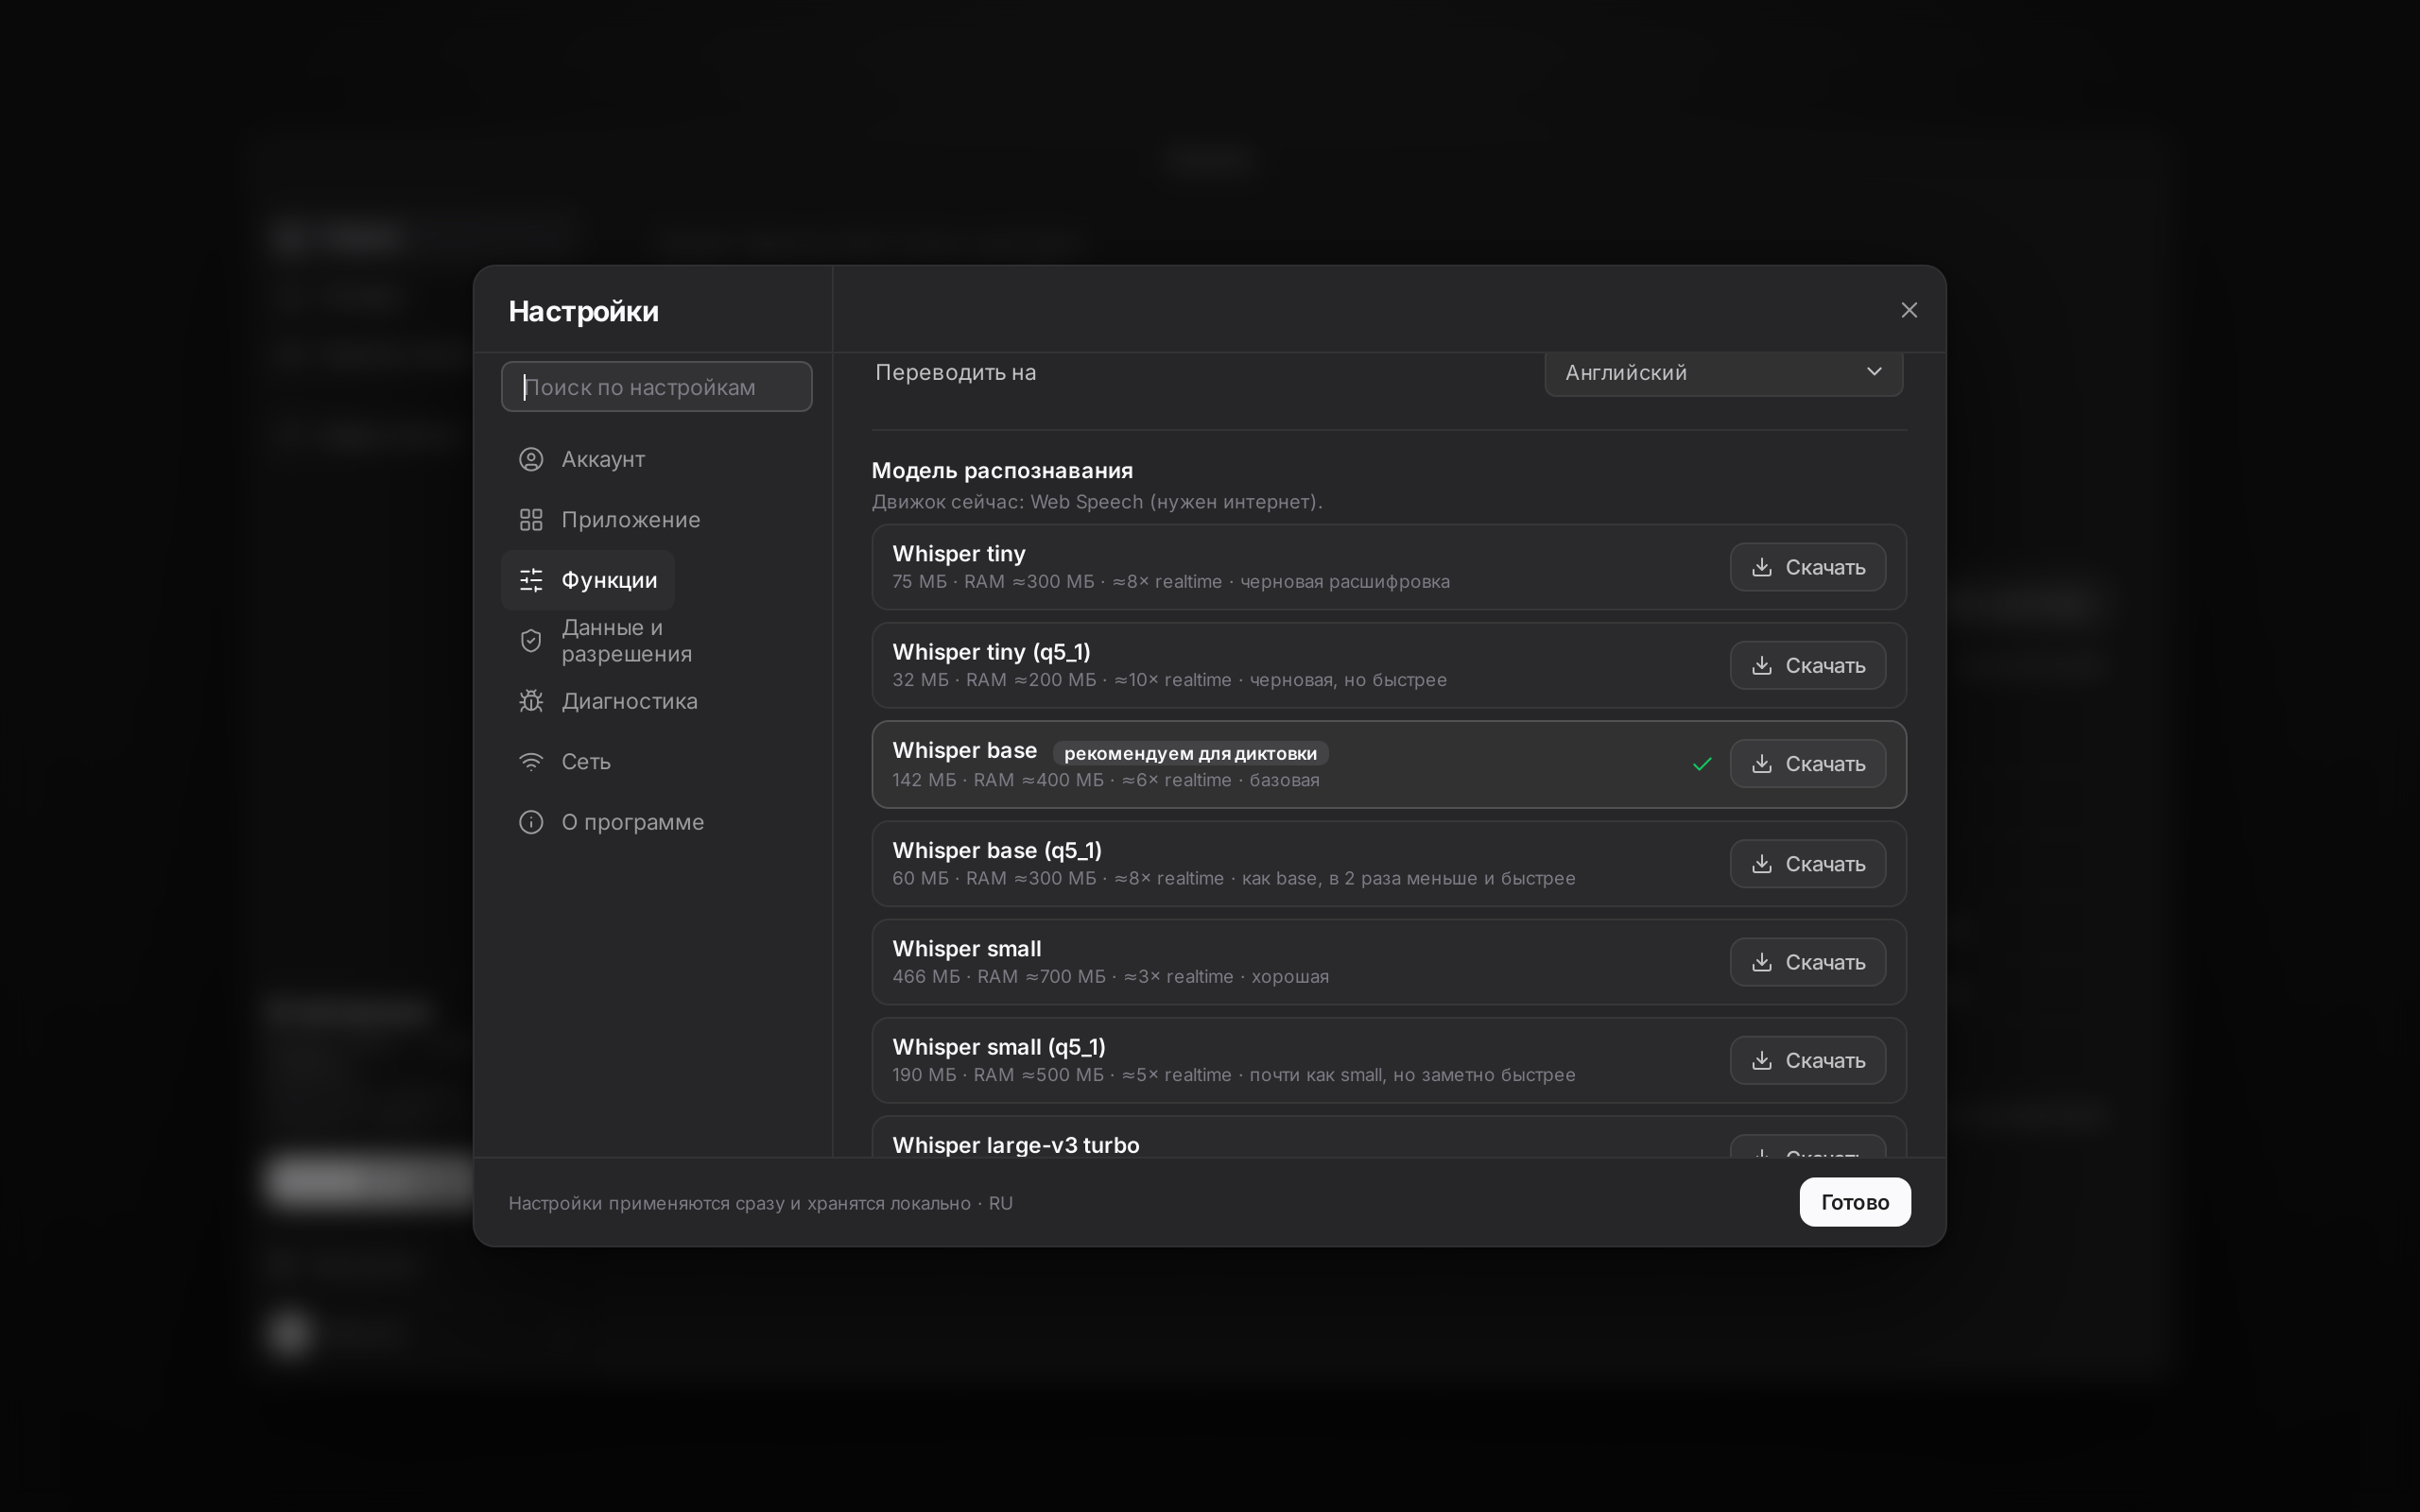 Настройки
Поиск по настройкам
Аккаунт
Приложение
Функции
Данные и
разрешения
Диагностика
Сеть
О программе
Переводить на
Английский
Модель распознавания
Движок сейчас: Web Speech (нужен интернет).
Whisper tiny
75 МБ · RAM ≈300 МБ · ≈8× realtime · черновая расшифровка
Скачать
Whisper tiny (q5_1)
32 МБ · RAM ≈200 МБ · ≈10× realtime · черновая, но быстрее
Скачать
Whisper base рекомендуем для диктовки
142 МБ · RAM ≈400 МБ · ≈6× realtime · базовая
Скачать
Whisper base (q5_1)
60 МБ · RAM ≈300 МБ · ≈8× realtime · как base, в 2 раза меньше и быстрее
Скачать
Whisper small
466 МБ · RAM ≈700 МБ · ≈3× realtime · хорошая
Скачать
Whisper small (q5_1)
190 МБ · RAM ≈500 МБ · ≈5× realtime · почти как small, но заметно быстрее
Скачать
Whisper large-v3 turbo
Скачать
Настройки применяются сразу и хранятся локально · RU
Готово